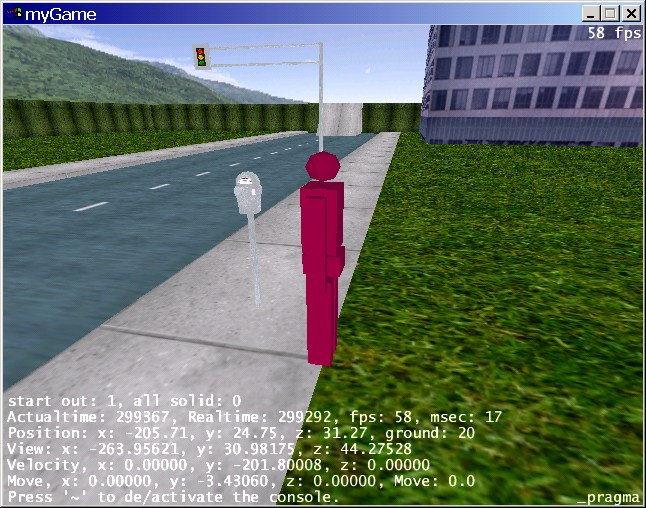 myGame
58 fps
start out: 1, all solid: 0
Actualtime: 299367, Realtime: 299292, fps: 58, msec: 17
Position: x: -205.71, y: 24.75, z: 31.27, ground: 20
View: x: -263.95621, y: 30.98175, z: 44.27528
Velocity, x: 0.00000, y: -201.80008, z: 0.00000
Move, x: 0.00000, y: -3.43060, z: 0.00000, Move: 0.0
Press '~' to de/activate the console. _pragma